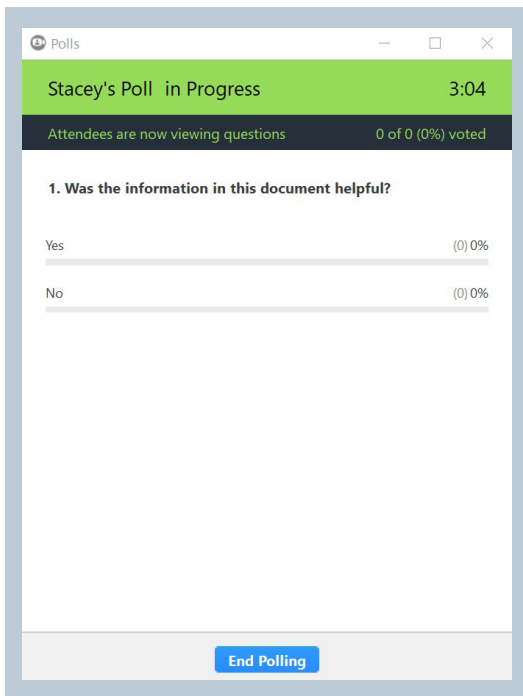 Polls
Stacey's Poll in Progress 3:04
Attendees are now viewing questions 0 of 0 (0%) voted
1. Was the information in this document helpful?
Yes (0) 0%
No (0) 0%
End Polling